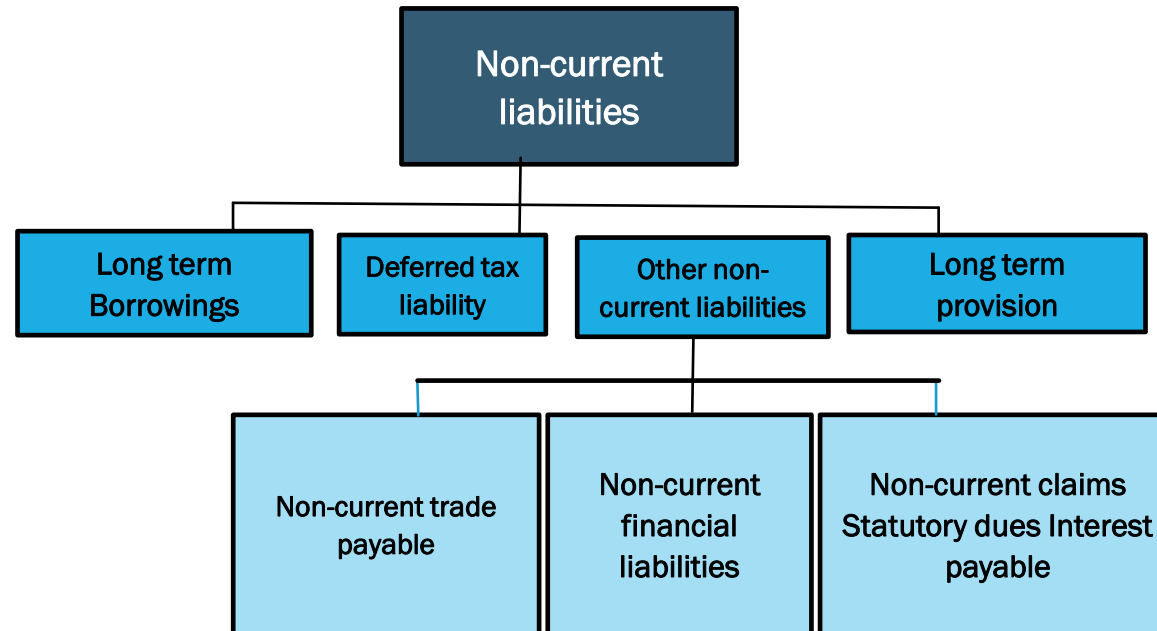 Non-current
liabilities
Long term
Borrowings
Deferred tax
liability
Other non-
current liabilities
Long term
provision
Non-current trade
payable
Non-current
financial
liabilities
Non-current claims
Statutory dues Interest
payable